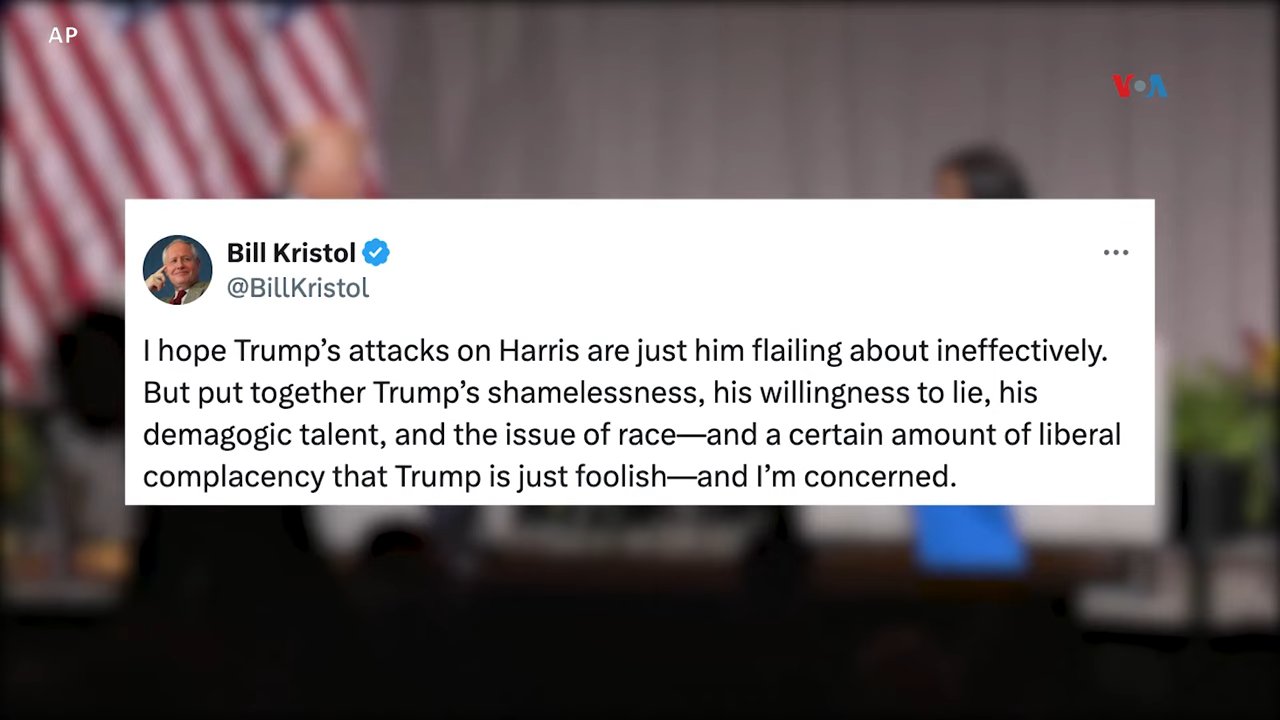 AP
VOA
Bill Kristol
@BillKristol
I hope Trump’s attacks on Harris are just him flailing about ineffectively.
But put together Trump’s shamelessness, his willingness to lie, his
demagogic talent, and the issue of race—and a certain amount of liberal
complacency that Trump is just foolish—and I’m concerned.